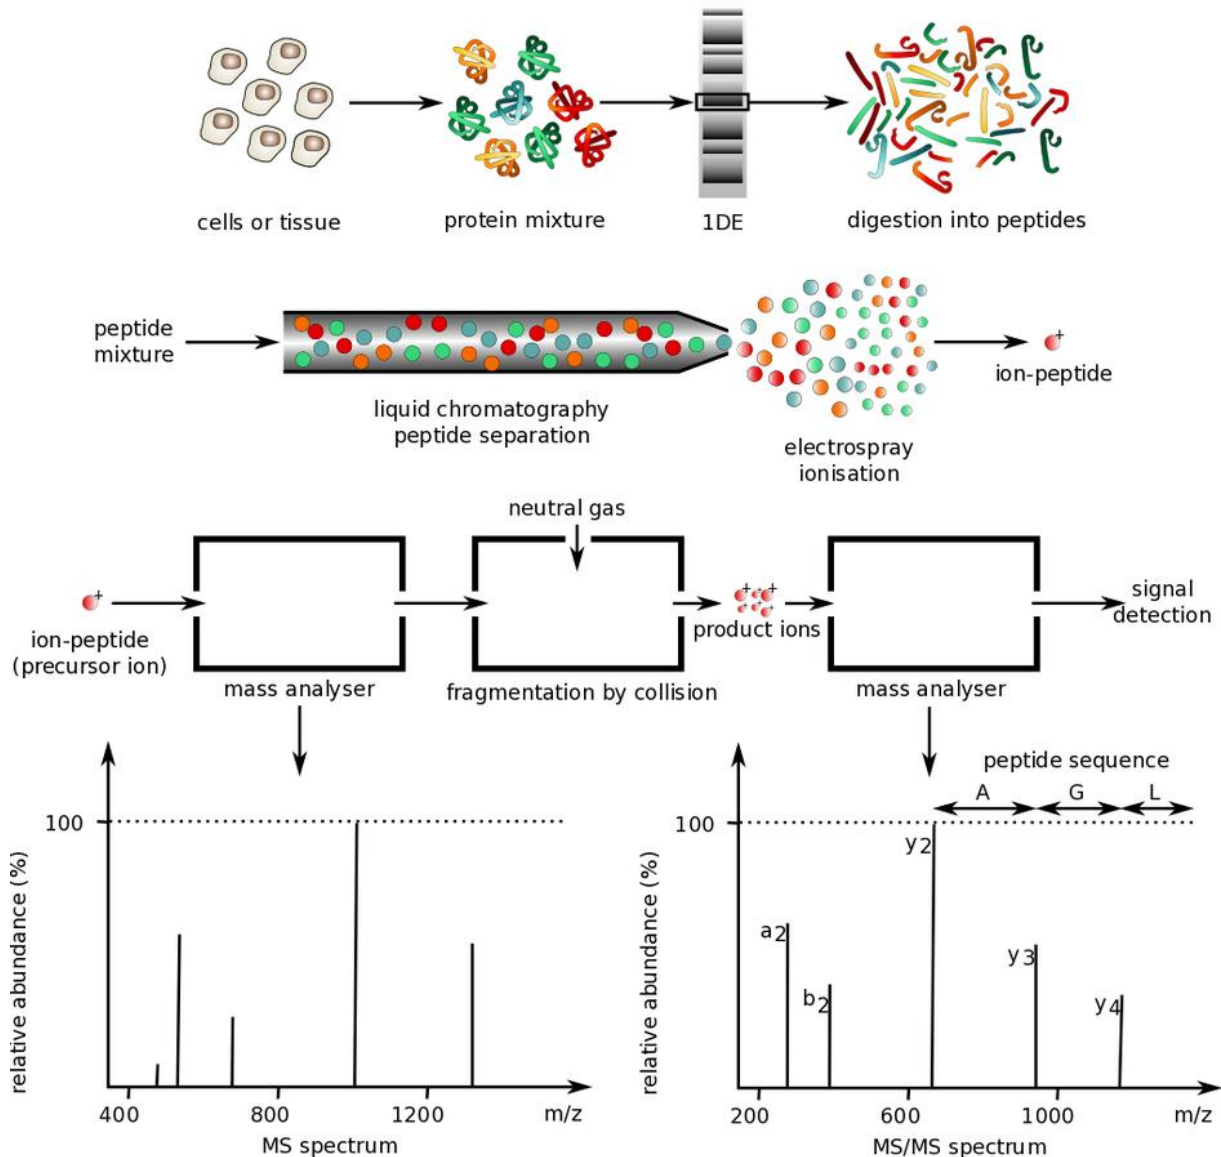 cells or tissue
protein mixture
1DE
digestion into peptides
peptide
mixture
liquid chromatography
peptide separation
electrospray
ionisation
+
ion-peptide
neutral gas
+
ion-peptide
(precursor ion)
mass analyser
fragmentation by collision
+ + +
+ + +
product ions
mass analyser
signal
detection
relative abundance (%)
100
400
800
1200
m/z
MS spectrum
peptide sequence
A
G
L
relative abundance (%)
100
a2
b2
y2
y3
y4
200
600
1000
m/z
MS/MS spectrum